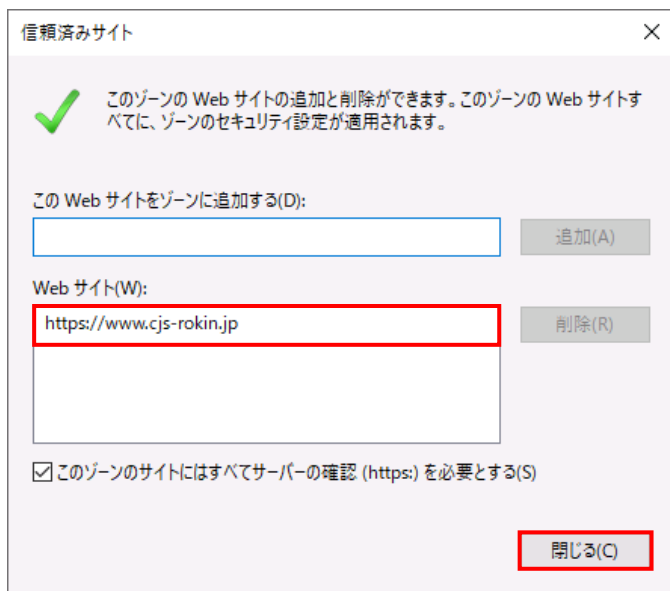 信頼済みサイト
このゾーンの Web サイトの追加と削除ができます。このゾーンの Web サイトす
べてに、ゾーンのセキュリティ設定が適用されます。
この Web サイトをゾーンに追加する(D):
追加(A)
Web サイト(W):
https://www.cjs-rokin.jp
削除(R)
このゾーンのサイトにはすべてサーバーの確認 (https:) を必要とする(S)
閉じる(C)